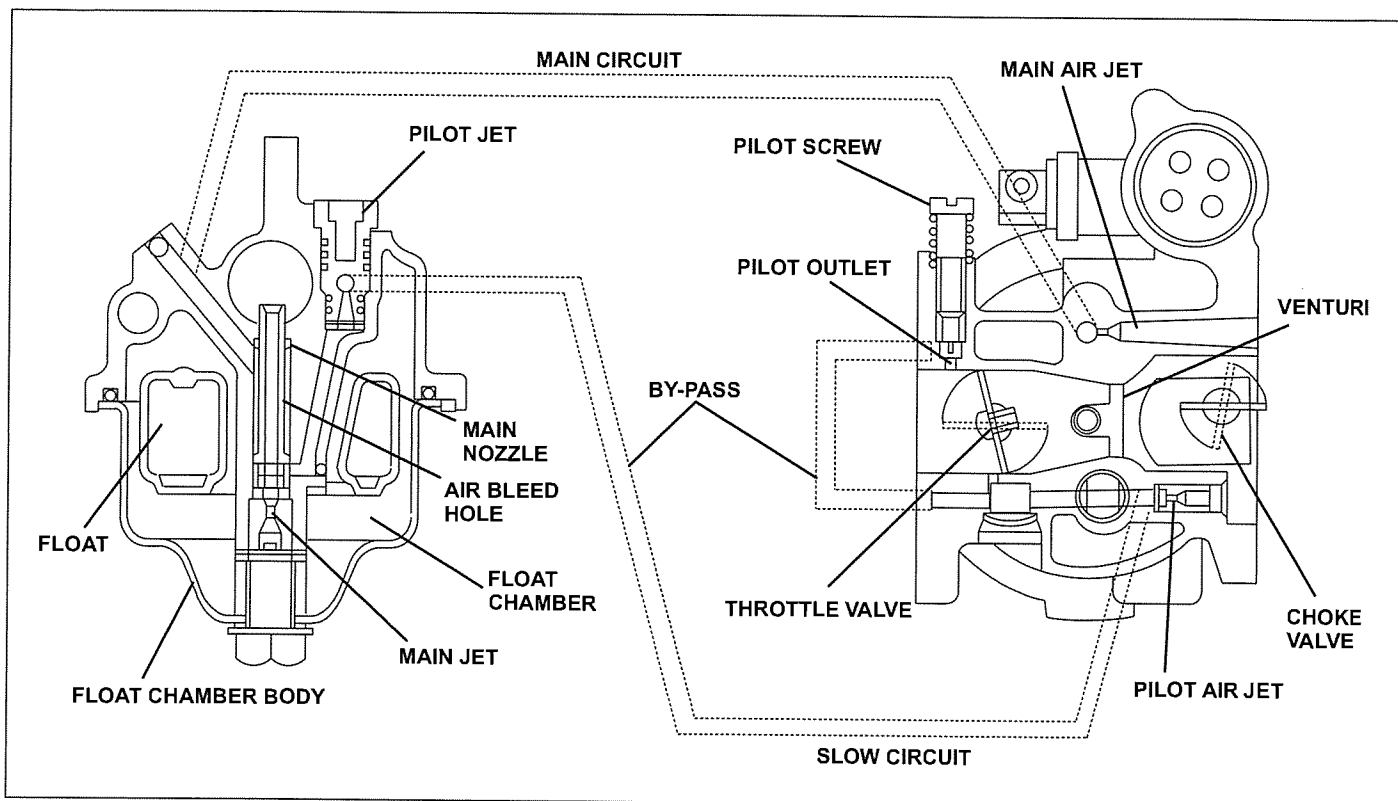 MAIN CIRCUIT
MAIN AIR JET
PILOT JET
PILOT SCREW
PILOT OUTLET
VENTURI
BY-PASS
MAIN
NOZZLE
AIR BLEED
HOLE
FLOAT
FLOAT
CHAMBER
THROTTLE VALVE
CHOKE
VALVE
MAIN JET
FLOAT CHAMBER BODY
PILOT AIR JET
SLOW CIRCUIT